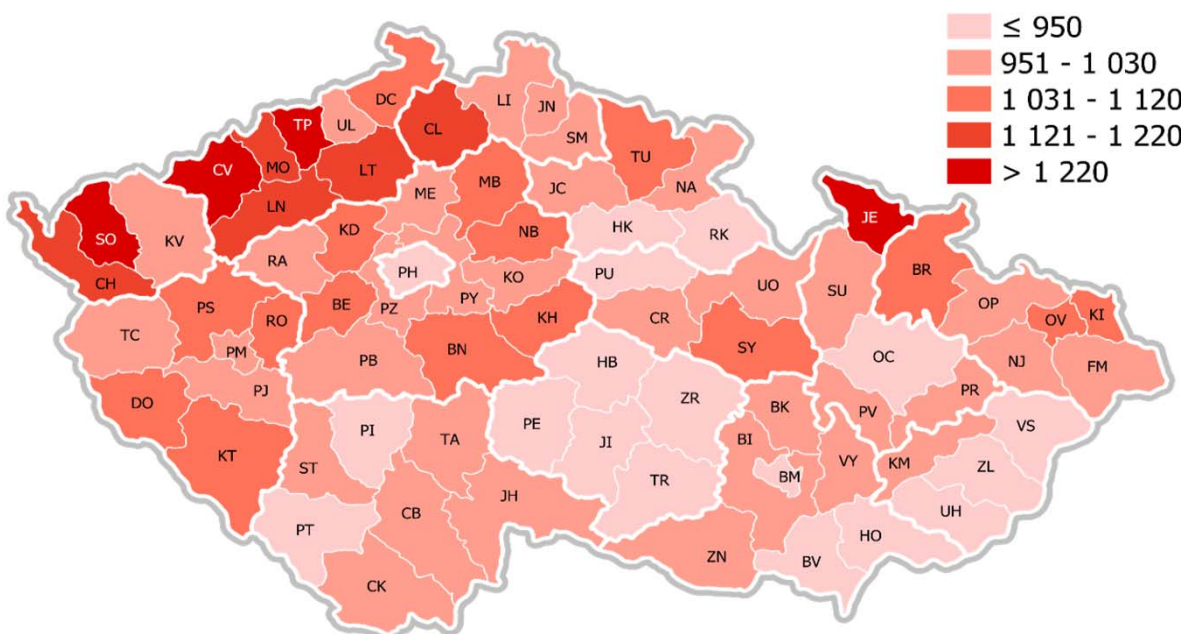 ≤ 950
951 - 1 030
1 031 - 1 120
1 121 - 1 220
> 1 220
DC
LI
JN
TP
UL
CL
SM
CV
MO
LT
TU
ME
MB
JC
NA
LN
SO
KV
KD
NB
HK
RK
JE
RA
PH
CH
PU
BR
PS
BE
PZ
PY
KO
UO
SU
OP
TC
RO
KH
CR
OV
KI
PM
PB
BN
SY
OC
NJ
FM
PJ
HB
DO
ZR
BK
PV
PR
PI
PE
VS
KT
ST
TA
JI
BI
BM
VY
KM
ZL
TR
JH
PT
CB
UH
HO
ZN
BV
CK